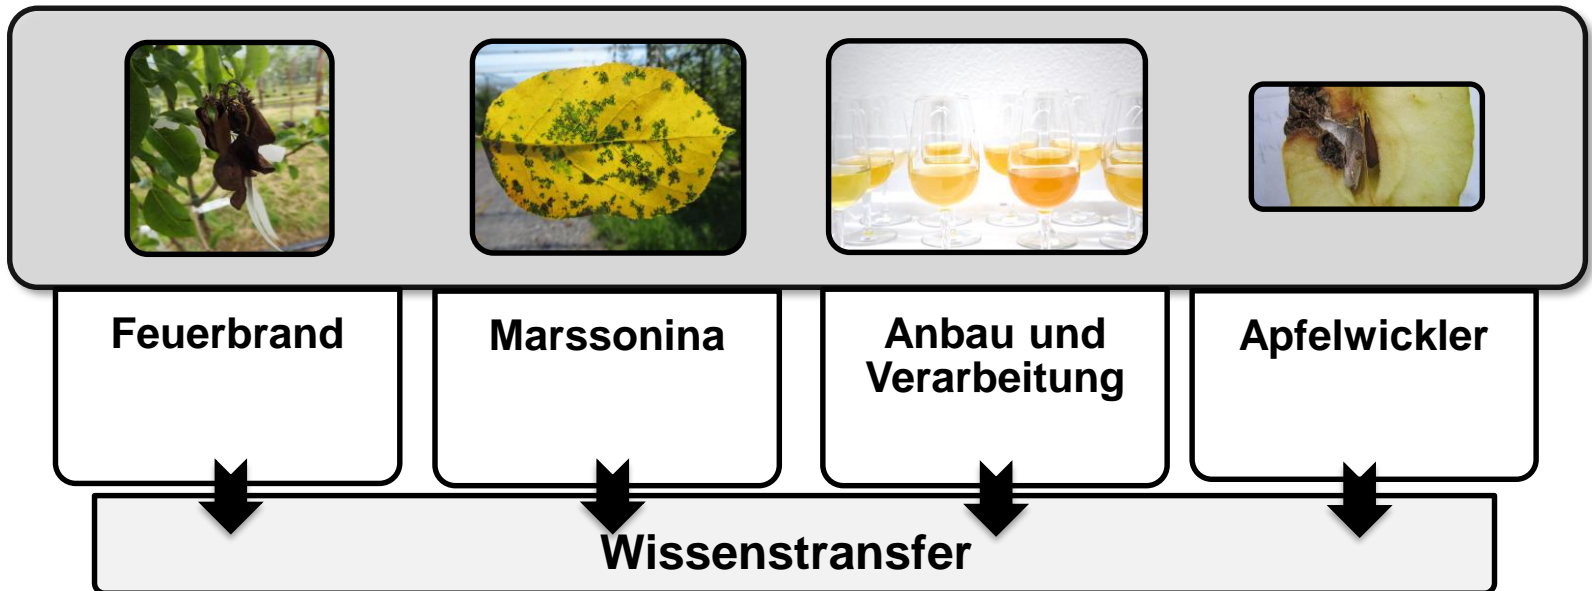 Feuerbrand
Marssonina
Anbau und
Verarbeitung
Apfelwickler
Wissenstransfer